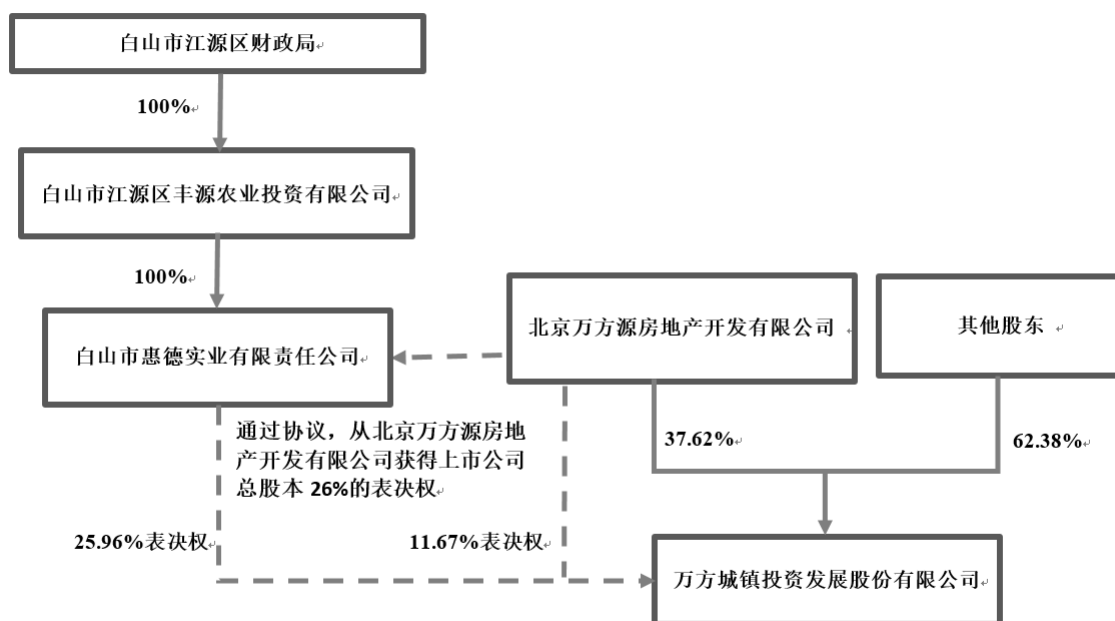 白山市江源区财政局
100%
白山市江源区丰源农业投资有限公司
100%
白山市惠德实业有限责任公司
北京万方源房地产开发有限公司
其他股东
通过协议，从北京万方源房地
产开发有限公司获得上市公司
总股本 26%的表决权
37.62%
62.38%
25.96%表决权
11.67%表决权
万方城镇投资发展股份有限公司